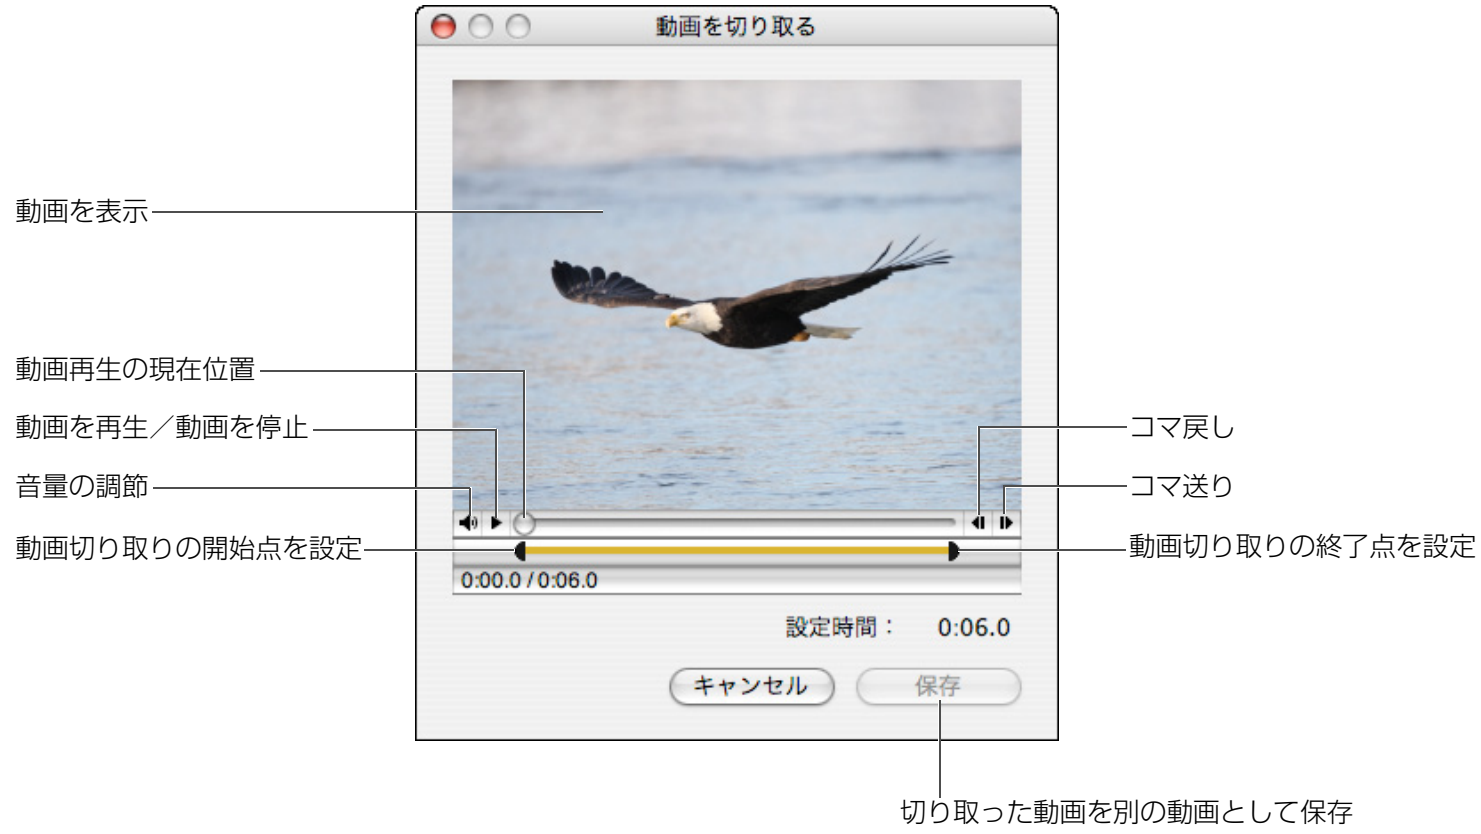 動画を切り取る
動画を表示
動画再生の現在位置
動画を再生／動画を停止
コマ戻し
音量の調節
コマ送り
動画切り取りの開始点を設定
動画切り取りの終了点を設定
0:00.0 / 0:06.0
設定時間： 0:06.0
キャンセル 保存
切り取った動画を別の動画として保存